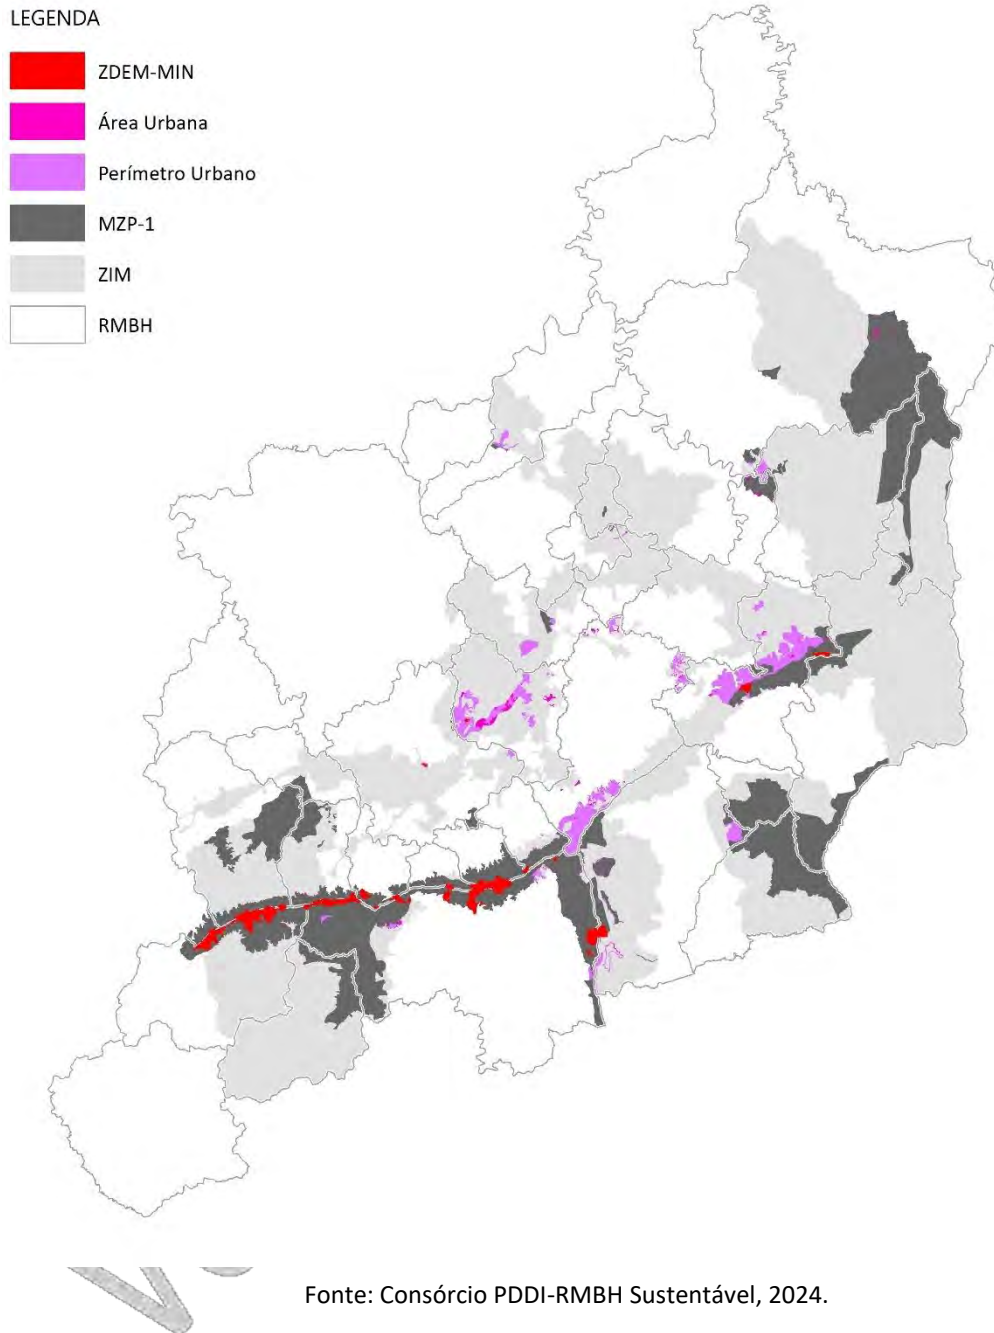 LEGENDA
ZDEM-MIN
Área Urbana
Perímetro Urbano
MZP-1
ZIM
RMBH
Fonte: Consórcio PDDI-RMBH Sustentável, 2024.